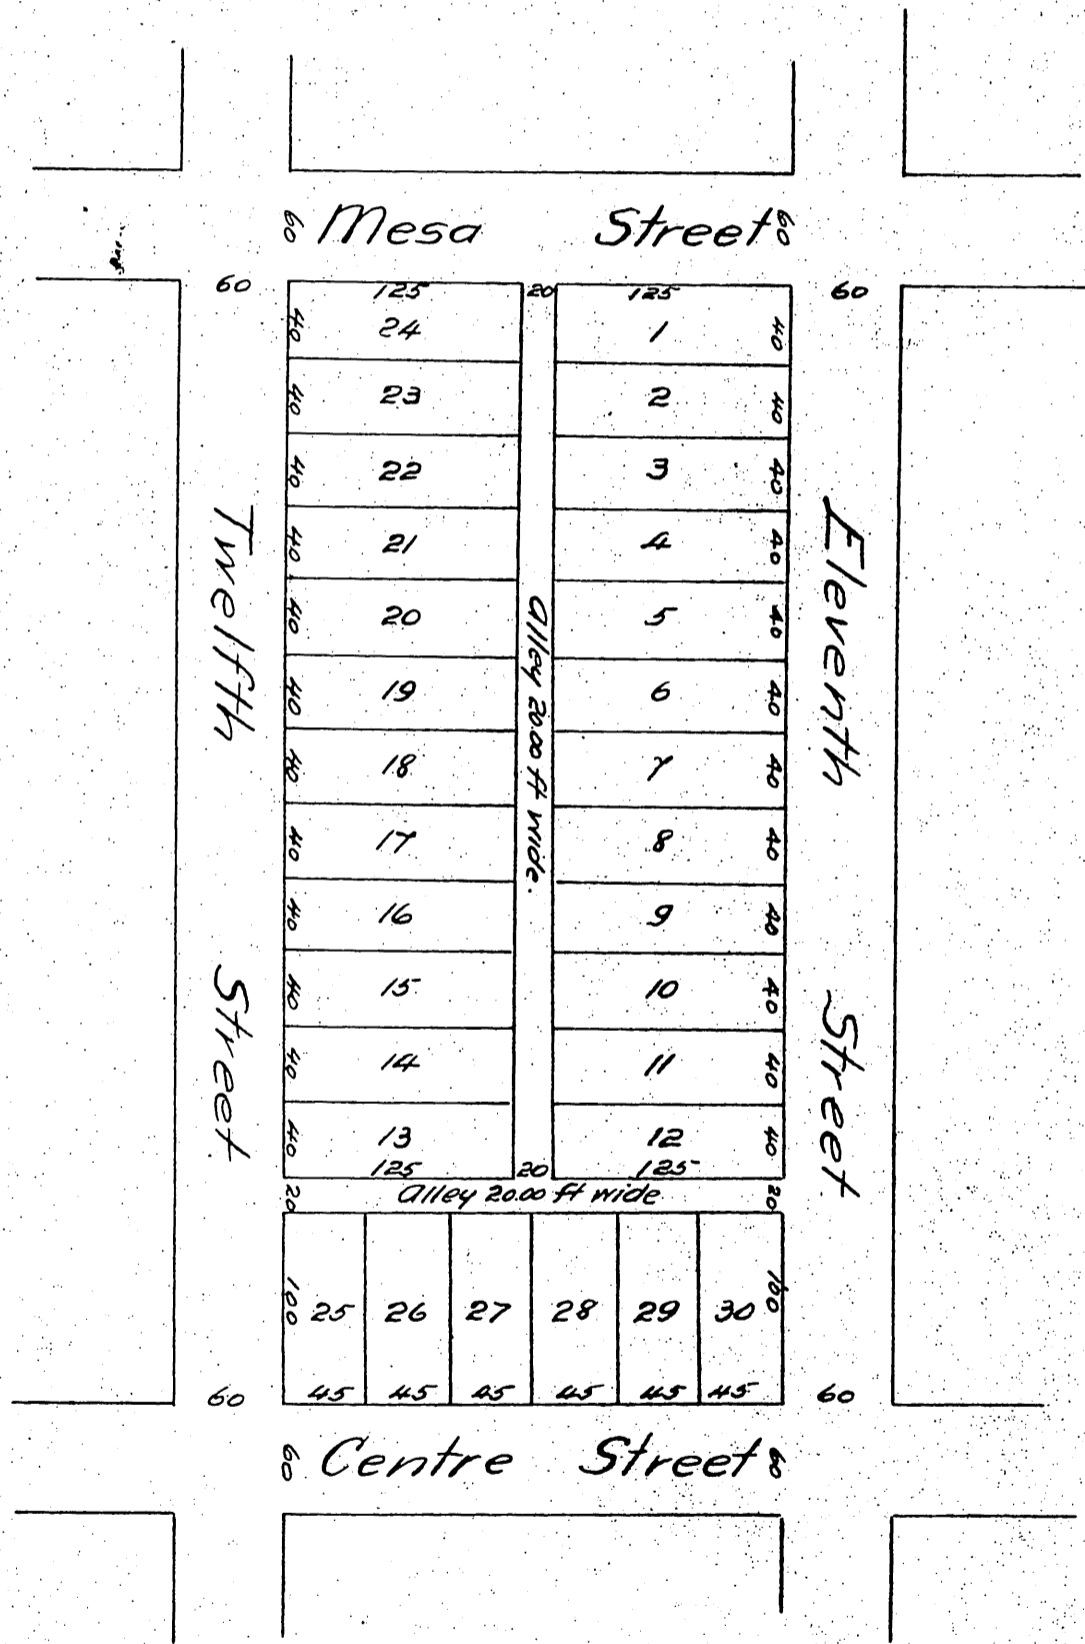 60 Mesa Street 60
60 125 20 125 60
40 24 1 40
40 23 2 40
40 22 3 40
40 21 4 40
40 20 5 40
40 19 6 40
40 18 7 40
40 17 8 40
40 16 9 40
40 15 10 40
40 14 11 40
40 13 12 40
125 20 125
Twelfth Street
Alley 20.00 ft wide.
Eleventh Street
20 Alley 20.00 ft wide 20
100 25 26 27 28 29 30 100
60 45 45 45 45 45 45 60
60 Centre Street 60